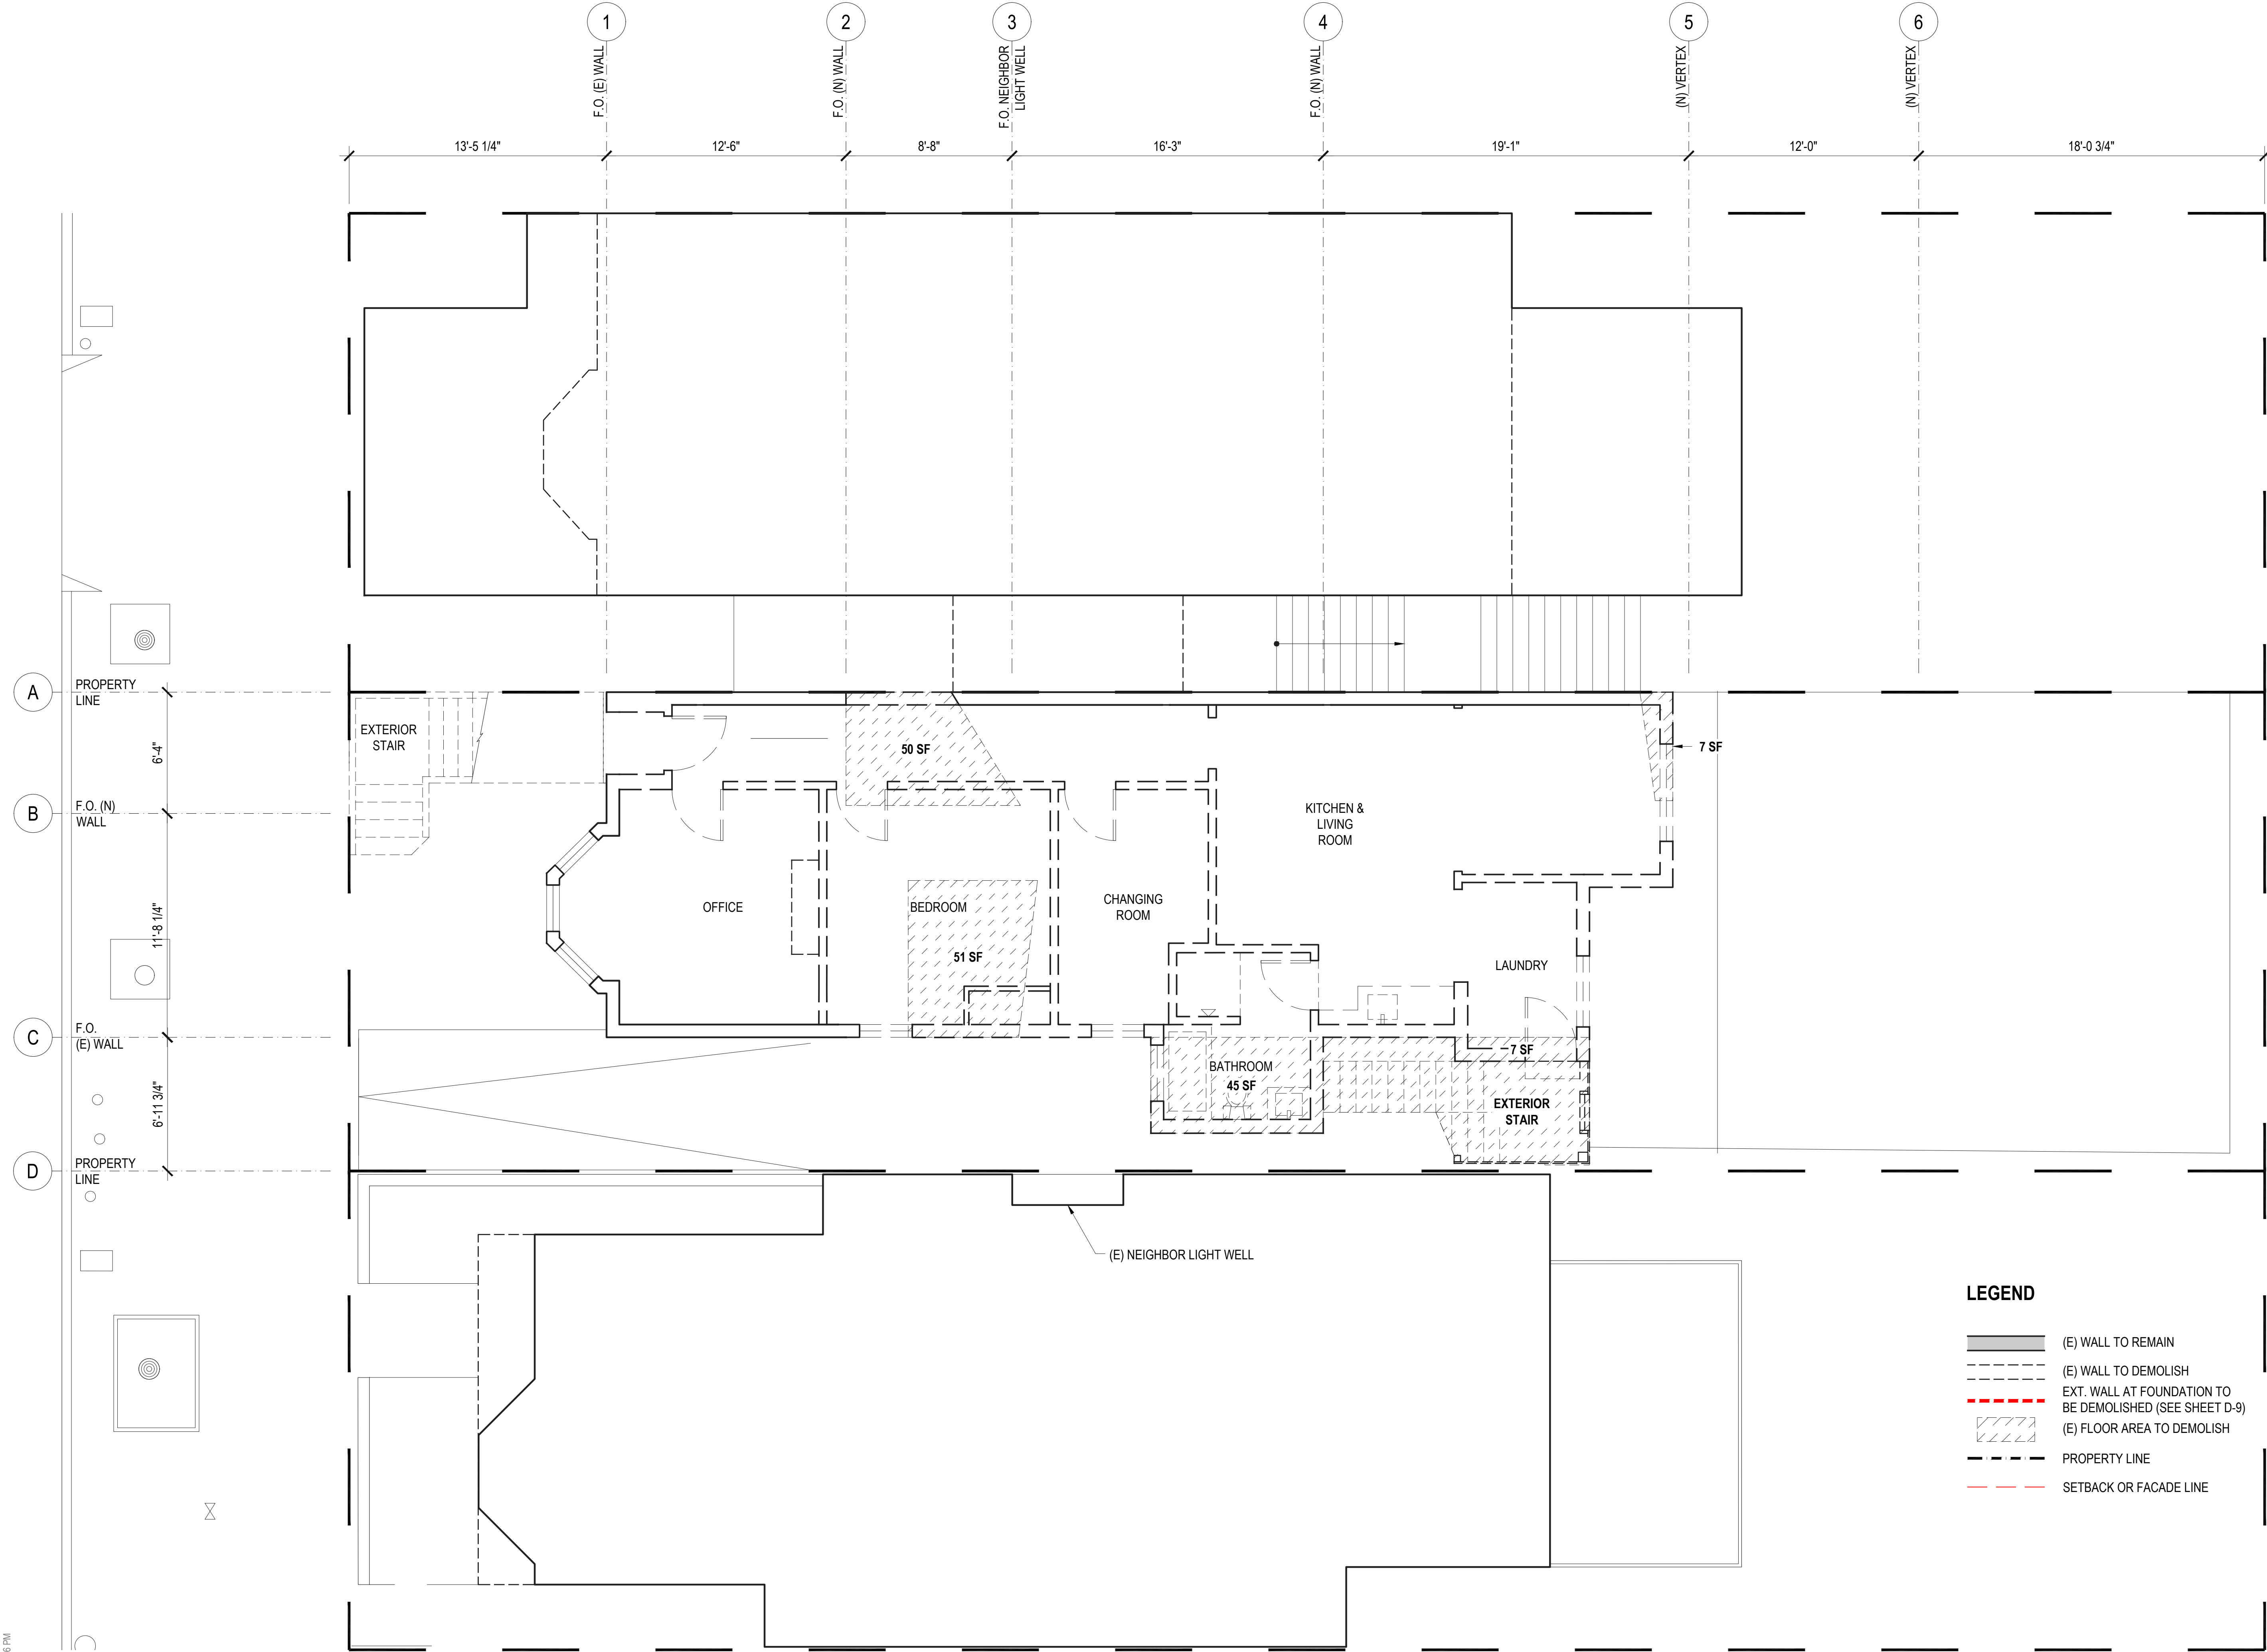 1
2
3
4
5
6
F.O. (E) WALL
F.O. (N) WALL
F.O. NEIGHBOR
LIGHT WELL
F.O. (N) WALL
(N) VERTEX
(N) VERTEX
13'-5 1/4"
12'-6"
8'-8"
16'-3"
19'-1"
12'-0"
18'-0 3/4"
A
PROPERTY
LINE
6'-4"
B
F.O. (N)
WALL
11'-8 1/4"
C
F.O.
(E) WALL
6'-11 3/4"
D
PROPERTY
LINE
EXTERIOR
STAIR
50 SF
7 SF
KITCHEN &
LIVING
ROOM
OFFICE
BEDROOM
CHANGING
ROOM
51 SF
LAUNDRY
7 SF
BATHROOM
45 SF
EXTERIOR
STAIR
(E) NEIGHBOR LIGHT WELL
LEGEND
(E) WALL TO REMAIN
(E) WALL TO DEMOLISH
EXT. WALL AT FOUNDATION TO
BE DEMOLISHED (SEE SHEET D-9)
(E) FLOOR AREA TO DEMOLISH
PROPERTY LINE
SETBACK OR FACADE LINE
6 PM